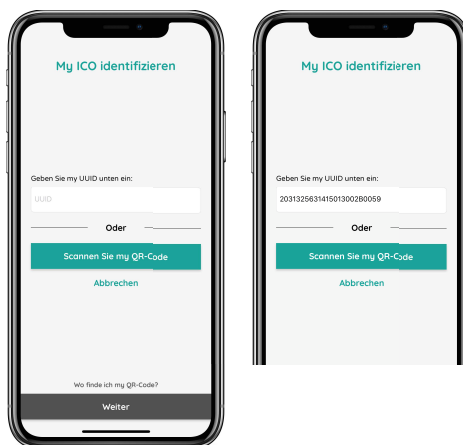 My ICO identifizieren
Geben Sie my UUID unten ein:
UUID
Oder
Scannen Sie my QR-Code
Abbrechen
Wo finde ich my QR-Code?
Weiter
My ICO identifizieren
Geben Sie my UUID unten ein:
2031325631415013002B0059
Oder
Scannen Sie my QR-Code
Abbrechen